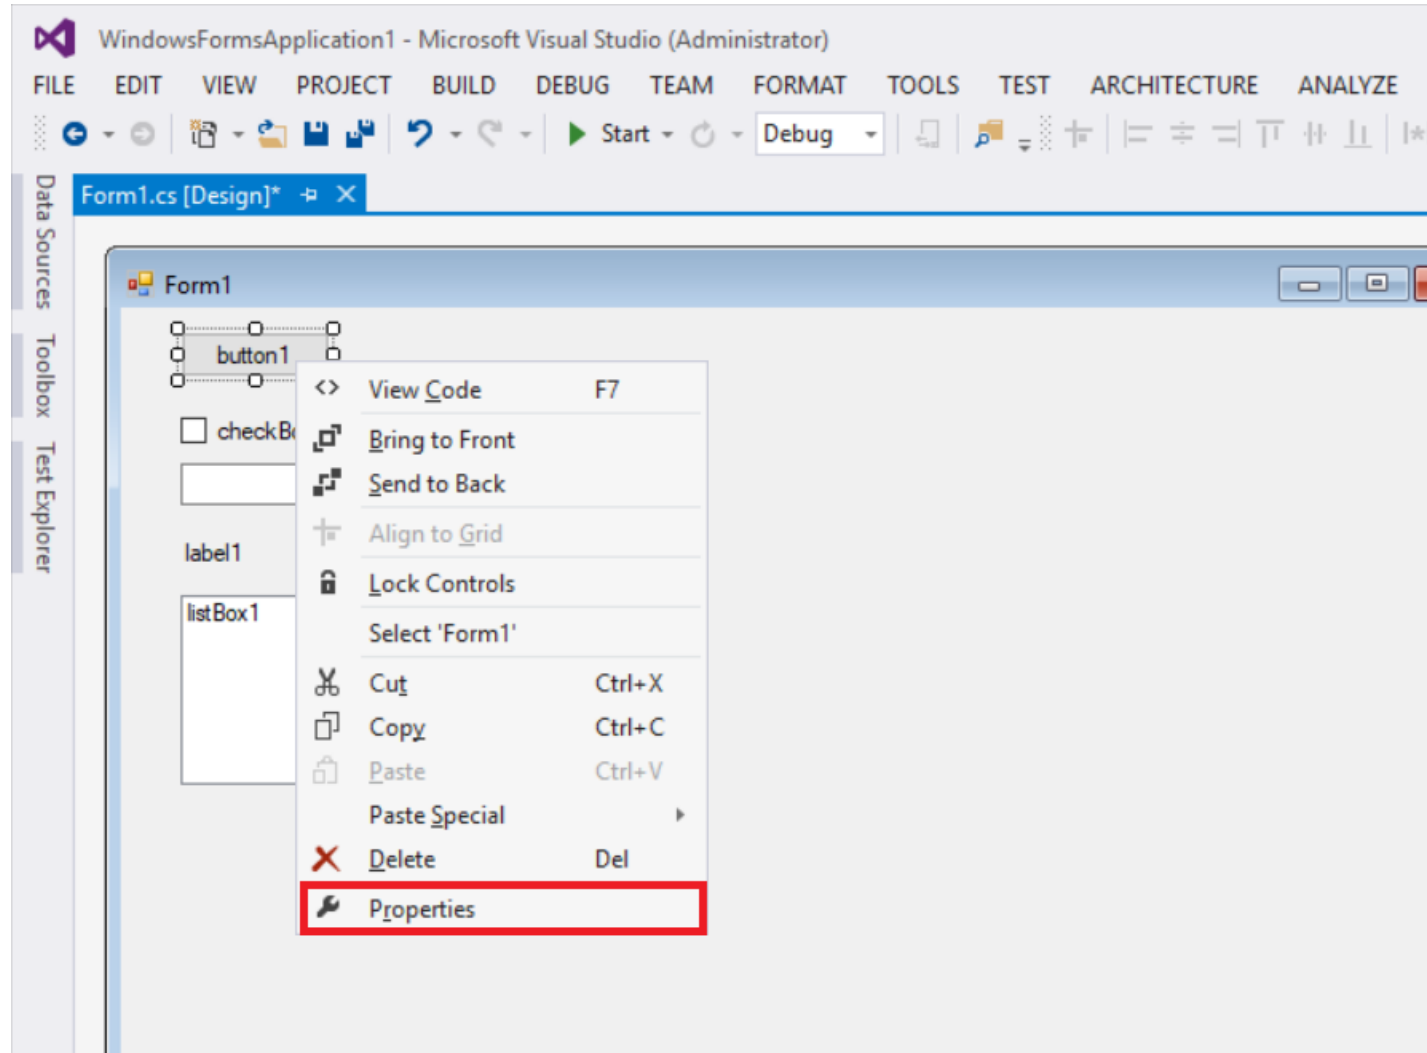 WindowsFormsApplication1 - Microsoft Visual Studio (Administrator)
FILE EDIT VIEW PROJECT BUILD DEBUG TEAM FORMAT TOOLS TEST ARCHITECTURE ANALYZE
Start Debug
Data Sources
Toolbox
Test Explorer
Form1.cs [Design]*
Form1
button1
checkBo
label1
listBox1
View Code F7
Bring to Front
Send to Back
Align to Grid
Lock Controls
Select 'Form1'
Cut Ctrl+X
Copy Ctrl+C
Paste Ctrl+V
Paste Special
Delete Del
Properties